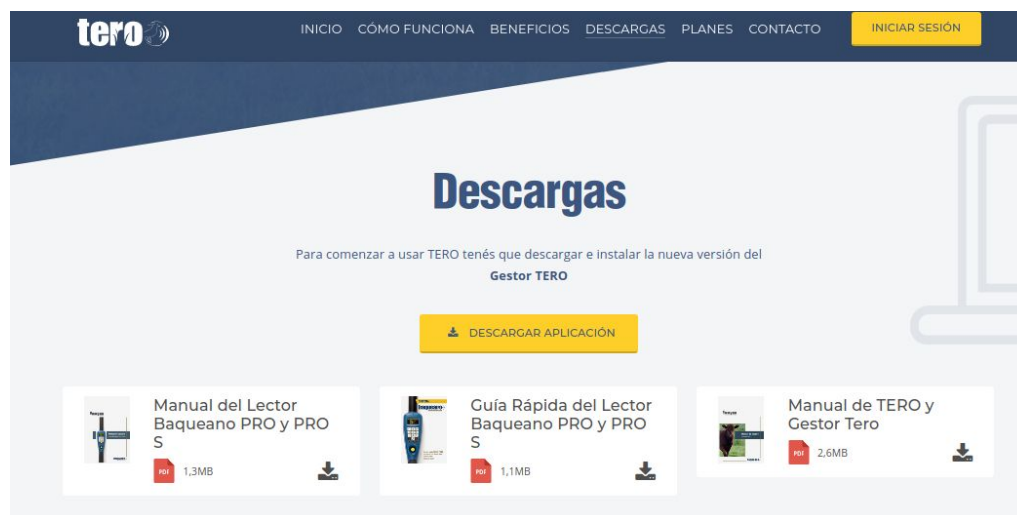 tero
INICIO CÓMO FUNCIONA BENEFICIOS DESCARGAS PLANES CONTACTO INICIAR SESIÓN
Descargas
Para comenzar a usar TERO tenés que descargar e instalar la nueva versión del
Gestor TERO
DESCARGAR APLICACIÓN
Manual del Lector
Baqueano PRO y PRO
S
PDF 1,3MB
Guía Rápida del Lector
Baqueano PRO y PRO
S
PDF 1,1MB
Manual de TERO y
Gestor Tero
PDF 2,6MB